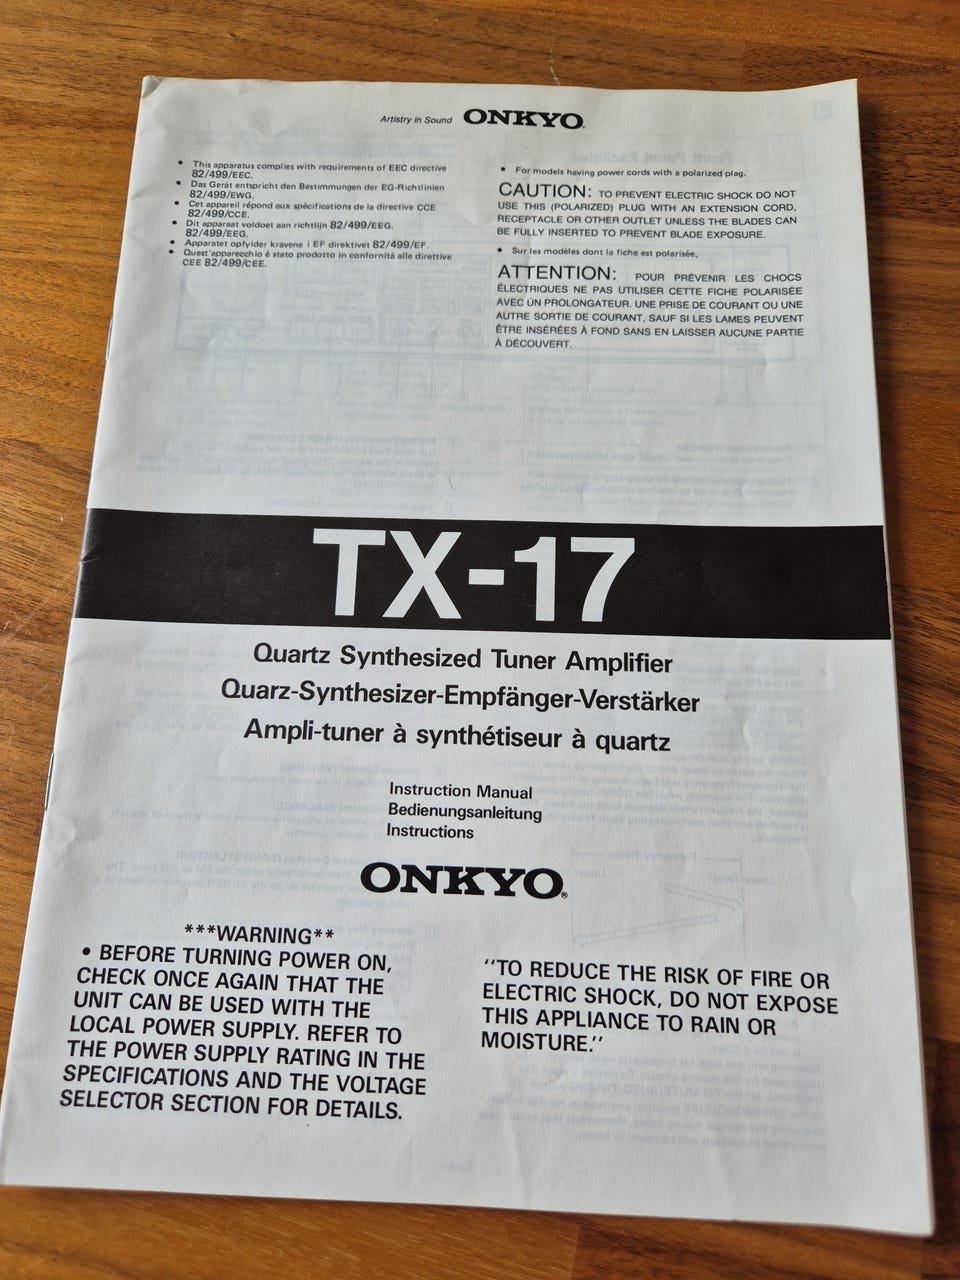 Artistry in Sound ONKYO.
• This apparatus complies with requirements of EEC directive
82/499/EEC.
• Das Gerät entspricht den Bestimmungen der EG-Richtlinien
82/499/EWG.
• Cet appareil répond aux spécifications de la directive CCE
82/499/CCE.
• Dit apparaat voldoet aan richtlijn 82/499/EEG.
82/499/EEG.
• Apparatet opfylder kravene i EF direktivet 82/499/EF.
• Quest'apparecchio é stato prodotto in conformitá alle direttive
CEE 82/499/CEE.
• For models having power cords with a polarized plag.
CAUTION: TO PREVENT ELECTRIC SHOCK DO NOT
USE THIS (POLARIZED) PLUG WITH AN EXTENSION CORD,
RECEPTACLE OR OTHER OUTLET UNLESS THE BLADES CAN
BE FULLY INSERTED TO PREVENT BLADE EXPOSURE.
• Sur les modèles dont la fiche est polarisée,
ATTENTION: POUR PRÉVENIR LES CHOCS
ÉLECTRIQUES NE PAS UTILISER CETTE FICHE POLARISÉE
AVEC ÚN PROLONGATEUR. UNE PRISE DE COURANT OU UNE
AUTRE SORTIE DE COURANT, SAUF SI LES LAMES PEUVENT
ÊTRE INSÉRÉES À FOND SANS EN LAISSER AUCUNE PARTIE
À DÉCOUVERT.
TX-17
Quartz Synthesized Tuner Amplifier
Quarz-Synthesizer-Empfänger-Verstärker
Ampli-tuner à synthétiseur à quartz
Instruction Manual
Bedienungsanleitung
Instructions
ONKYO®
***WARNING**
• BEFORE TURNING POWER ON,
CHECK ONCE AGAIN THAT THE
UNIT CAN BE USED WITH THE
LOCAL POWER SUPPLY. REFER TO
THE POWER SUPPLY RATING IN THE
SPECIFICATIONS AND THE VOLTAGE
SELECTOR SECTION FOR DETAILS.
''TO REDUCE THE RISK OF FIRE OR
ELECTRIC SHOCK, DO NOT EXPOSE
THIS APPLIANCE TO RAIN OR
MOISTURE.''